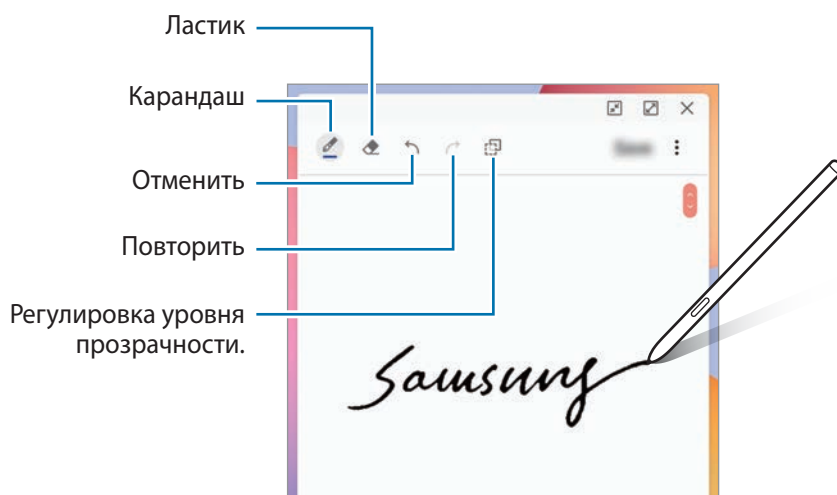 Ластик
Карандаш
Отменить
Повторить
Регулировка уровня
прозрачности.
Samsung